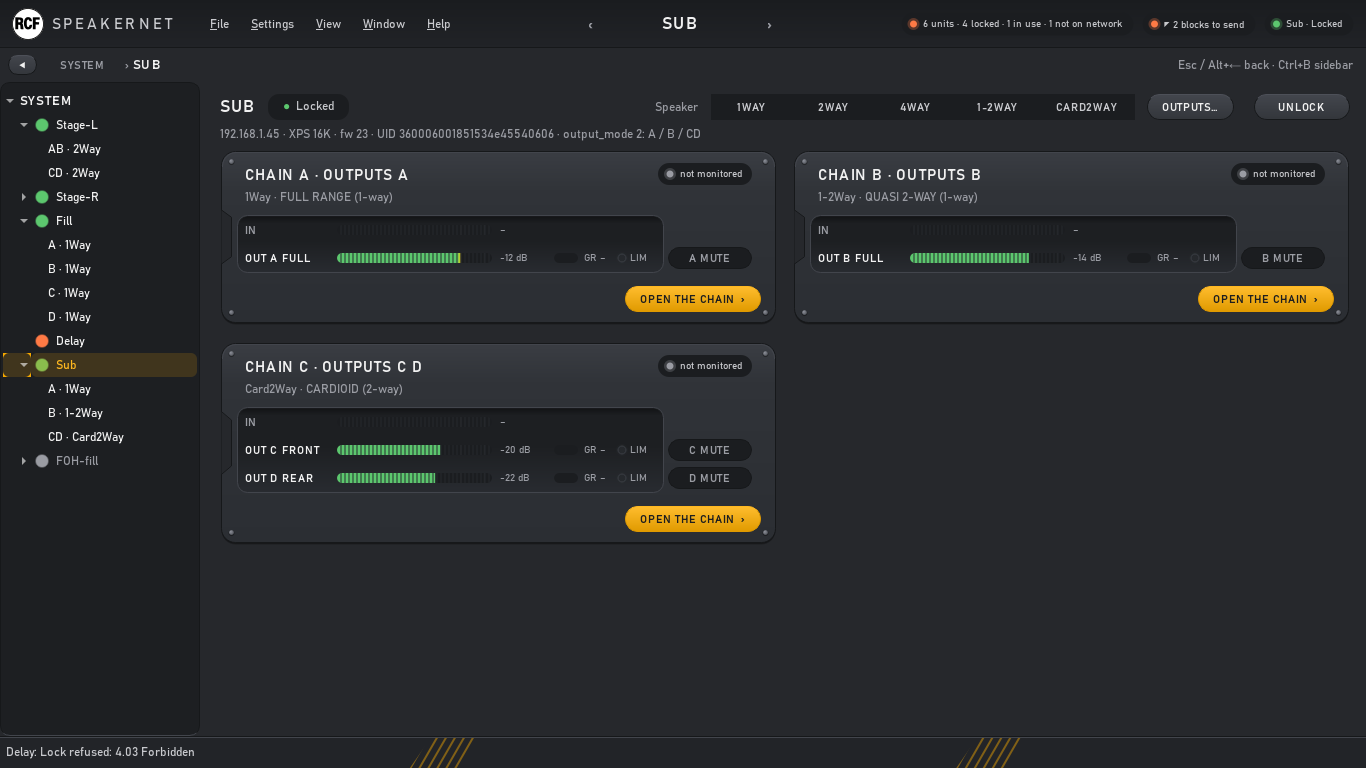 RCF SPEAKERNET File Settings View Window Help ‹ SUB › 6 units · 4 locked · 1 in use · 1 not on network 2 blocks to send Sub · Locked
◂ SYSTEM › SUB Esc / Alt+← back · Ctrl+B sidebar
SYSTEM
Stage-L
AB · 2Way
CD · 2Way
Stage-R
Fill
A · 1Way
B · 1Way
C · 1Way
D · 1Way
Delay
Sub
A · 1Way
B · 1-2Way
CD · Card2Way
FOH-fill
SUB Locked Speaker 1WAY 2WAY 4WAY 1-2WAY CARD2WAY OUTPUTS… UNLOCK
192.168.1.45 · XPS 16K · fw 23 · UID 360006001851534e45540606 · output_mode 2: A / B / CD
CHAIN A · OUTPUTS A not monitored
1Way · FULL RANGE (1-way)
IN –
OUT A FULL -12 dB GR – LIM A MUTE
OPEN THE CHAIN ›
CHAIN B · OUTPUTS B not monitored
1-2Way · QUASI 2-WAY (1-way)
IN –
OUT B FULL -14 dB GR – LIM B MUTE
OPEN THE CHAIN ›
CHAIN C · OUTPUTS C D not monitored
Card2Way · CARDIOID (2-way)
IN –
OUT C FRONT -20 dB GR – LIM C MUTE
OUT D REAR -22 dB GR – LIM D MUTE
OPEN THE CHAIN ›
Delay: Lock refused: 4.03 Forbidden